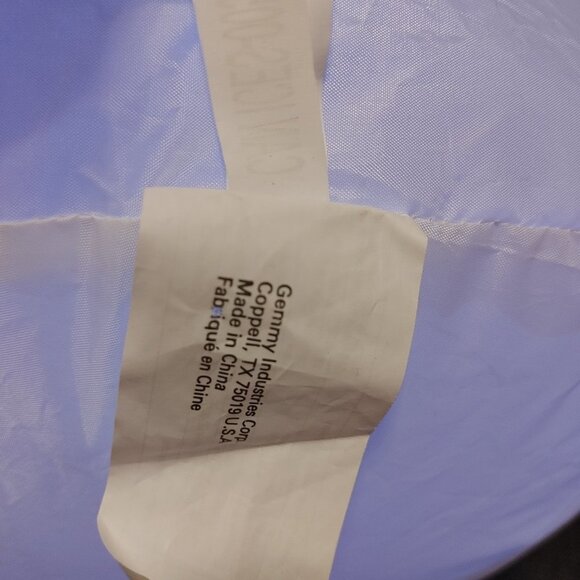 Gemmy Industries Corp
Coppell, TX 75019 U.S.A
Made in China
Fabriqué en Chine